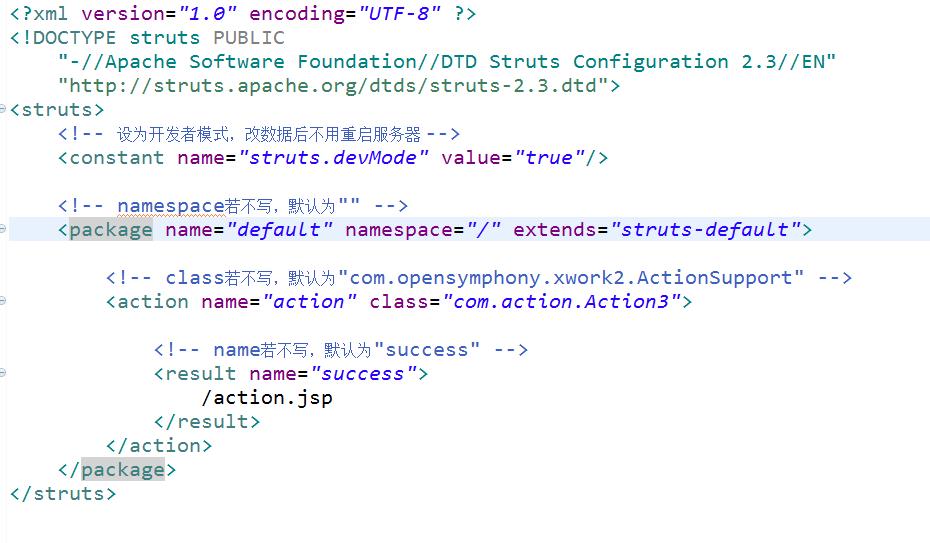 <?xml version="1.0" encoding="UTF-8" ?>
<!DOCTYPE struts PUBLIC
    "-//Apache Software Foundation//DTD Struts Configuration 2.3//EN"
    "http://struts.apache.org/dtds/struts-2.3.dtd">
<struts>
    <!-- 设为开发者模式，改数据后不用重启服务器 -->
    <constant name="struts.devMode" value="true"/>
    <!-- namespace若不写，默认为"" -->
    <package name="default" namespace="/" extends="struts-default">
        <!-- class若不写，默认为"com.opensymphony.xwork2.ActionSupport" -->
        <action name="action" class="com.action.Action3">
            <!-- name若不写，默认为"success" -->
            <result name="success">
                /action.jsp
            </result>
        </action>
    </package>
</struts>